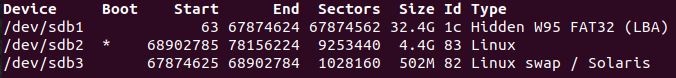 Device Boot Start End Sectors Size Id Type
/dev/sdb1 63 67874624 67874562 32.4G 1c Hidden W95 FAT32 (LBA)
/dev/sdb2 * 68902785 78156224 9253440 4.4G 83 Linux
/dev/sdb3 67874625 68902784 1028160 502M 82 Linux swap / Solaris